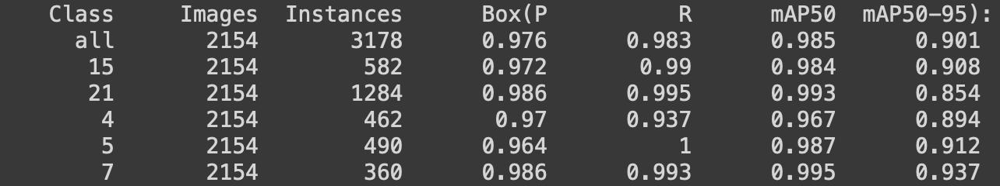 Class Images Instances Box(P R mAP50 mAP50-95):
all 2154 3178 0.976 0.983 0.985 0.901
15 2154 582 0.972 0.99 0.984 0.908
21 2154 1284 0.986 0.995 0.993 0.854
4 2154 462 0.97 0.937 0.967 0.894
5 2154 490 0.964 1 0.987 0.912
7 2154 360 0.986 0.993 0.995 0.937